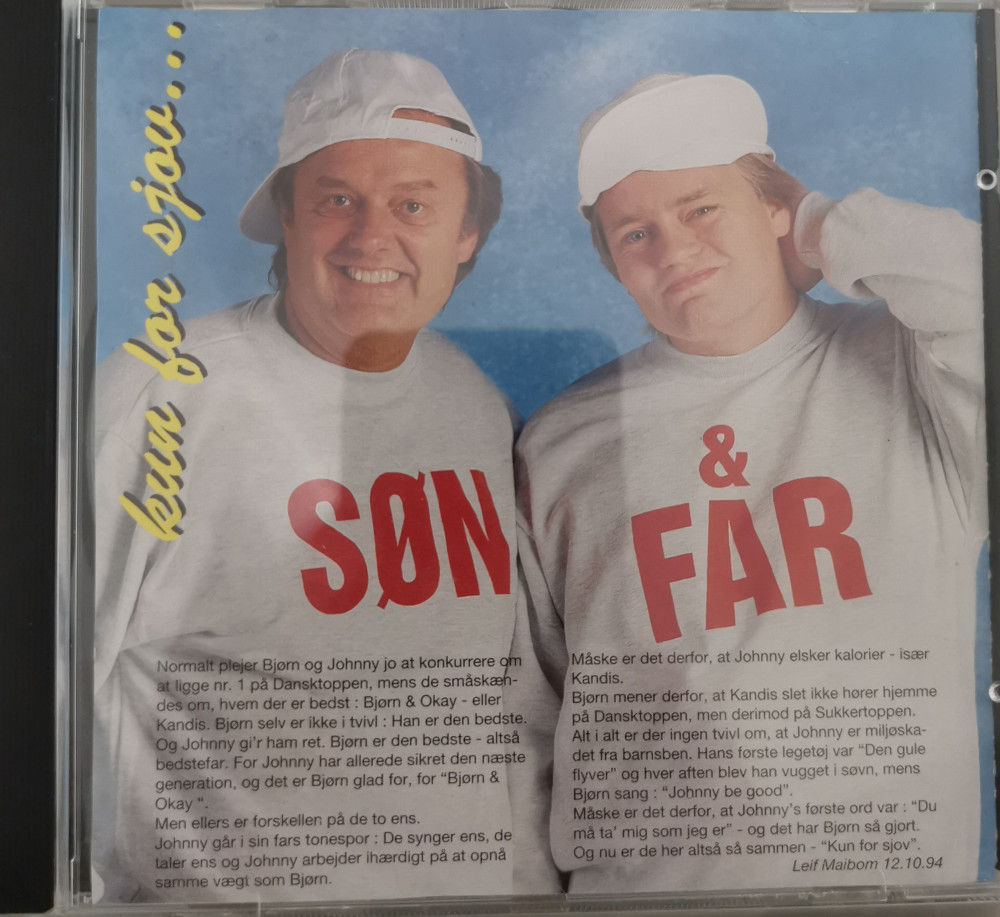 kun for sjov...
SØN
&
FAR
Normalt plejer Bjørn og Johnny jo at konkurrere om
at ligge nr. 1 på Dansktoppen, mens de småskæn-
des om, hvem der er bedst : Bjørn & Okay - eller
Kandis. Bjørn selv er ikke i tvivl : Han er den bedste.
Og Johnny gi'r ham ret. Bjørn er den bedste - altså
bedstefar. For Johnny har allerede sikret den næste
generation, og det er Bjørn glad for, for “Bjørn &
Okay “.
Men ellers er forskellen på de to ens.
Johnny går i sin fars tonespor : De synger ens, de
taler ens og Johnny arbejder ihærdigt på at opnå
samme vægt som Bjørn.
Måske er det derfor, at Johnny elsker kalorier - især
Kandis.
Bjørn mener derfor, at Kandis slet ikke hører hjemme
på Dansktoppen, men derimod på Sukkertoppen.
Alt i alt er der ingen tvivl om, at Johnny er miljøska-
det fra barnsben. Hans første legetøj var “Den gule
flyver” og hver aften blev han vugget i søvn, mens
Bjørn sang : “Johnny be good”.
Måske er det derfor, at Johnny's første ord var : “Du
må ta' mig som jeg er” - og det har Bjørn så gjort.
Og nu er de her altså så sammen - “Kun for sjov”.
Leif Maibom 12.10.94